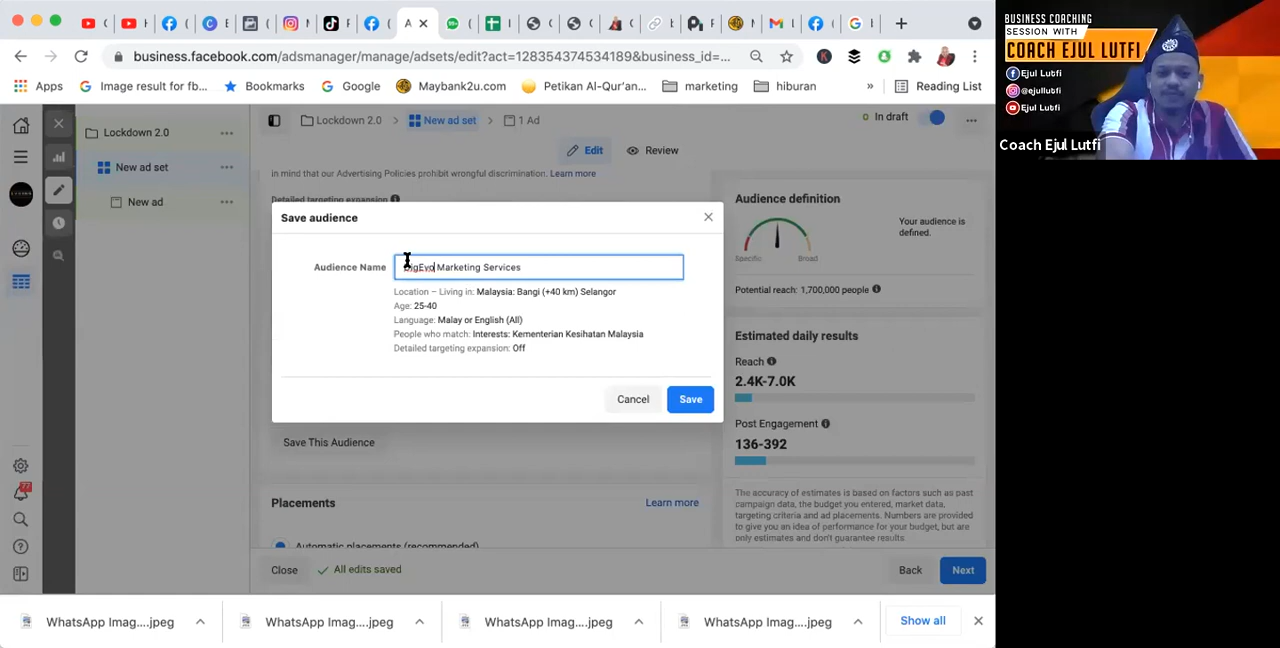 A
business.facebook.com/adsmanager/manage/adsets/edit?act=128354374534189&business_id=...
Apps
Image result for fb...
Bookmarks
Google
Maybank2u.com
Petikan Al-Qur'an...
marketing
hiburan
»
Reading List
Lockdown 2.0
New ad set
New ad
Lockdown 2.0
New ad set
1 Ad
In draft
Edit
Review
in mind that our Advertising Policies prohibit wrongful discrimination. Learn more
Detailed targeting expansion
Save audience
Audience Name
Marketing Services
Location – Living in: Malaysia: Bangi (+40 km) Selangor
Age: 25-40
Language: Malay or English (All)
People who match: Interests: Kementerian Kesihatan Malaysia
Detailed targeting expansion: Off
Cancel
Save
Save This Audience
Placements
Learn more
Automatic placements (recommended)
Close
All edits saved
Back
Next
Audience definition
Specific
Broad
Your audience is
defined.
Potential reach: 1,700,000 people
Estimated daily results
Reach
2.4K-7.0K
Post Engagement
136-392
The accuracy of estimates is based on factors such as past
campaign data, the budget you entered, market data,
targeting criteria and ad placements. Numbers are provided
to give you an idea of performance for your budget, but are
only estimates and don't guarantee results
WhatsApp Imag....jpeg
WhatsApp Imag....jpeg
WhatsApp Imag....jpeg
WhatsApp Imag....jpeg
Show all
BUSINESS COACHING
SESSION WITH
COACH EJUL LUTFI
Ejul Lutfi
@ejullutfi
Ejul Lutfi
Coach Ejul Lutfi